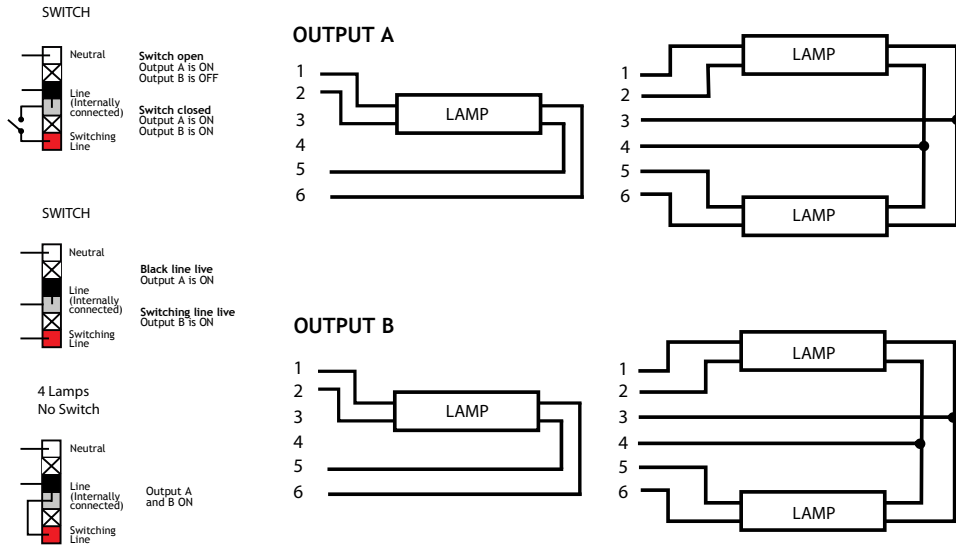 SWITCH
Neutral
Line
(Internally
connected)
Switching
Line
Switch open
Output A is ON
Output B is OFF
Switch closed
Output A is ON
Output B is ON
SWITCH
Neutral
Line
(Internally
connected)
Switching
Line
Black line live
Output A is ON
Switching line live
Output B is ON
4 Lamps
No Switch
Neutral
Line
(Internally
connected)
Switching
Line
Output A
and B ON
OUTPUT A
1
2
3
4
5
6
LAMP
1
2
3
4
5
6
LAMP
LAMP
OUTPUT B
1
2
3
4
5
6
LAMP
1
2
3
4
5
6
LAMP
LAMP